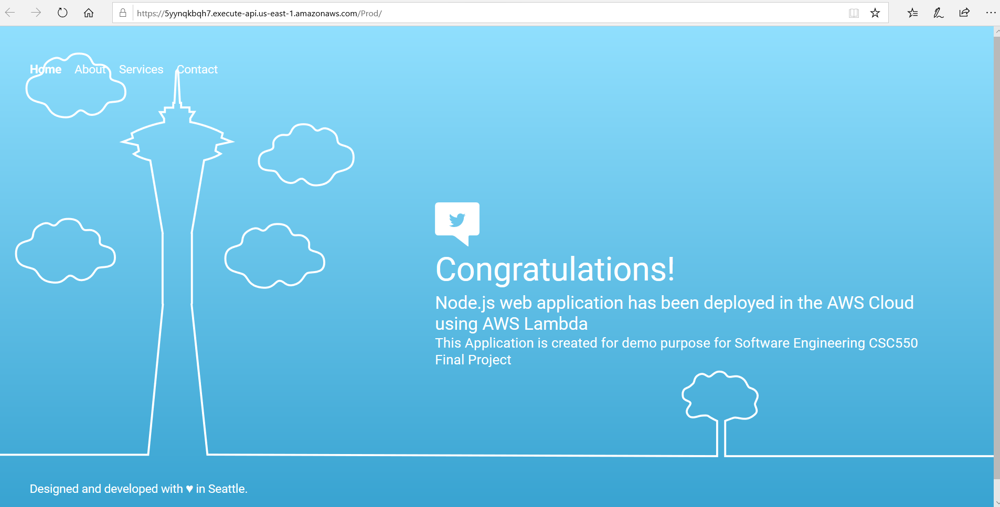 https://5yynqkbqh7.execute-api.us-east-1.amazonaws.com/Prod/
Home About Services Contact
Congratulations!
Node.js web application has been deployed in the AWS Cloud
using AWS Lambda
This Application is created for demo purpose for Software Engineering CSC550
Final Project
Designed and developed with ♥ in Seattle.